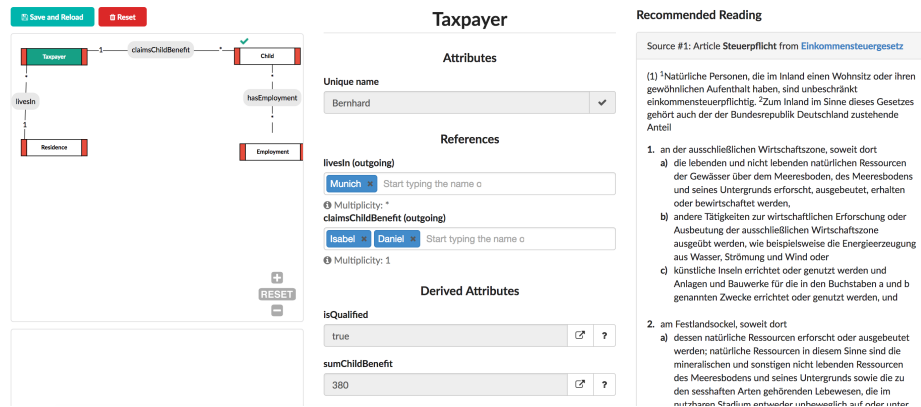 Save and Reload
Reset
Taxpayer
1
claimsChildBenefit
*
Child
*
livesIn
1
Residence
*
hasEmployment
*
Employment
RESET
Taxpayer
Attributes
Unique name
Bernhard
References
livesIn (outgoing)
Munich × Start typing the name o
Multiplicity: *
claimsChildBenefit (outgoing)
Isabel × Daniel × Start typing the name o
Multiplicity: 1
Derived Attributes
isQualified
true ?
sumChildBenefit
380 ?
Recommended Reading
Source #1: Article Steuerpflicht from Einkommensteuergesetz
(1) ¹Natürliche Personen, die im Inland einen Wohnsitz oder ihren
gewöhnlichen Aufenthalt haben, sind unbeschränkt
einkommensteuerpflichtig. ²Zum Inland im Sinne dieses Gesetzes
gehört auch der der Bundesrepublik Deutschland zustehende
Anteil
1. an der ausschließlichen Wirtschaftszone, soweit dort
a) die lebenden und nicht lebenden natürlichen Ressourcen
der Gewässer über dem Meeresboden, des Meeresbodens
und seines Untergrunds erforscht, ausgebeutet, erhalten
oder bewirtschaftet werden,
b) andere Tätigkeiten zur wirtschaftlichen Erforschung oder
Ausbeutung der ausschließlichen Wirtschaftszone
ausgeübt werden, wie beispielsweise die Energieerzeugung
aus Wasser, Strömung und Wind oder
c) künstliche Inseln errichtet oder genutzt werden und
Anlagen und Bauwerke für die in den Buchstaben a und b
genannten Zwecke errichtet oder genutzt werden, und
2. am Festlandsockel, soweit dort
a) dessen natürliche Ressourcen erforscht oder ausgebeutet
werden; natürliche Ressourcen in diesem Sinne sind die
mineralischen und sonstigen nicht lebenden Ressourcen
des Meeresbodens und seines Untergrunds sowie die zu
den sesshaften Arten gehörenden Lebewesen, die im
nutzbaren Stadium entweder unbeweglich auf oder unter